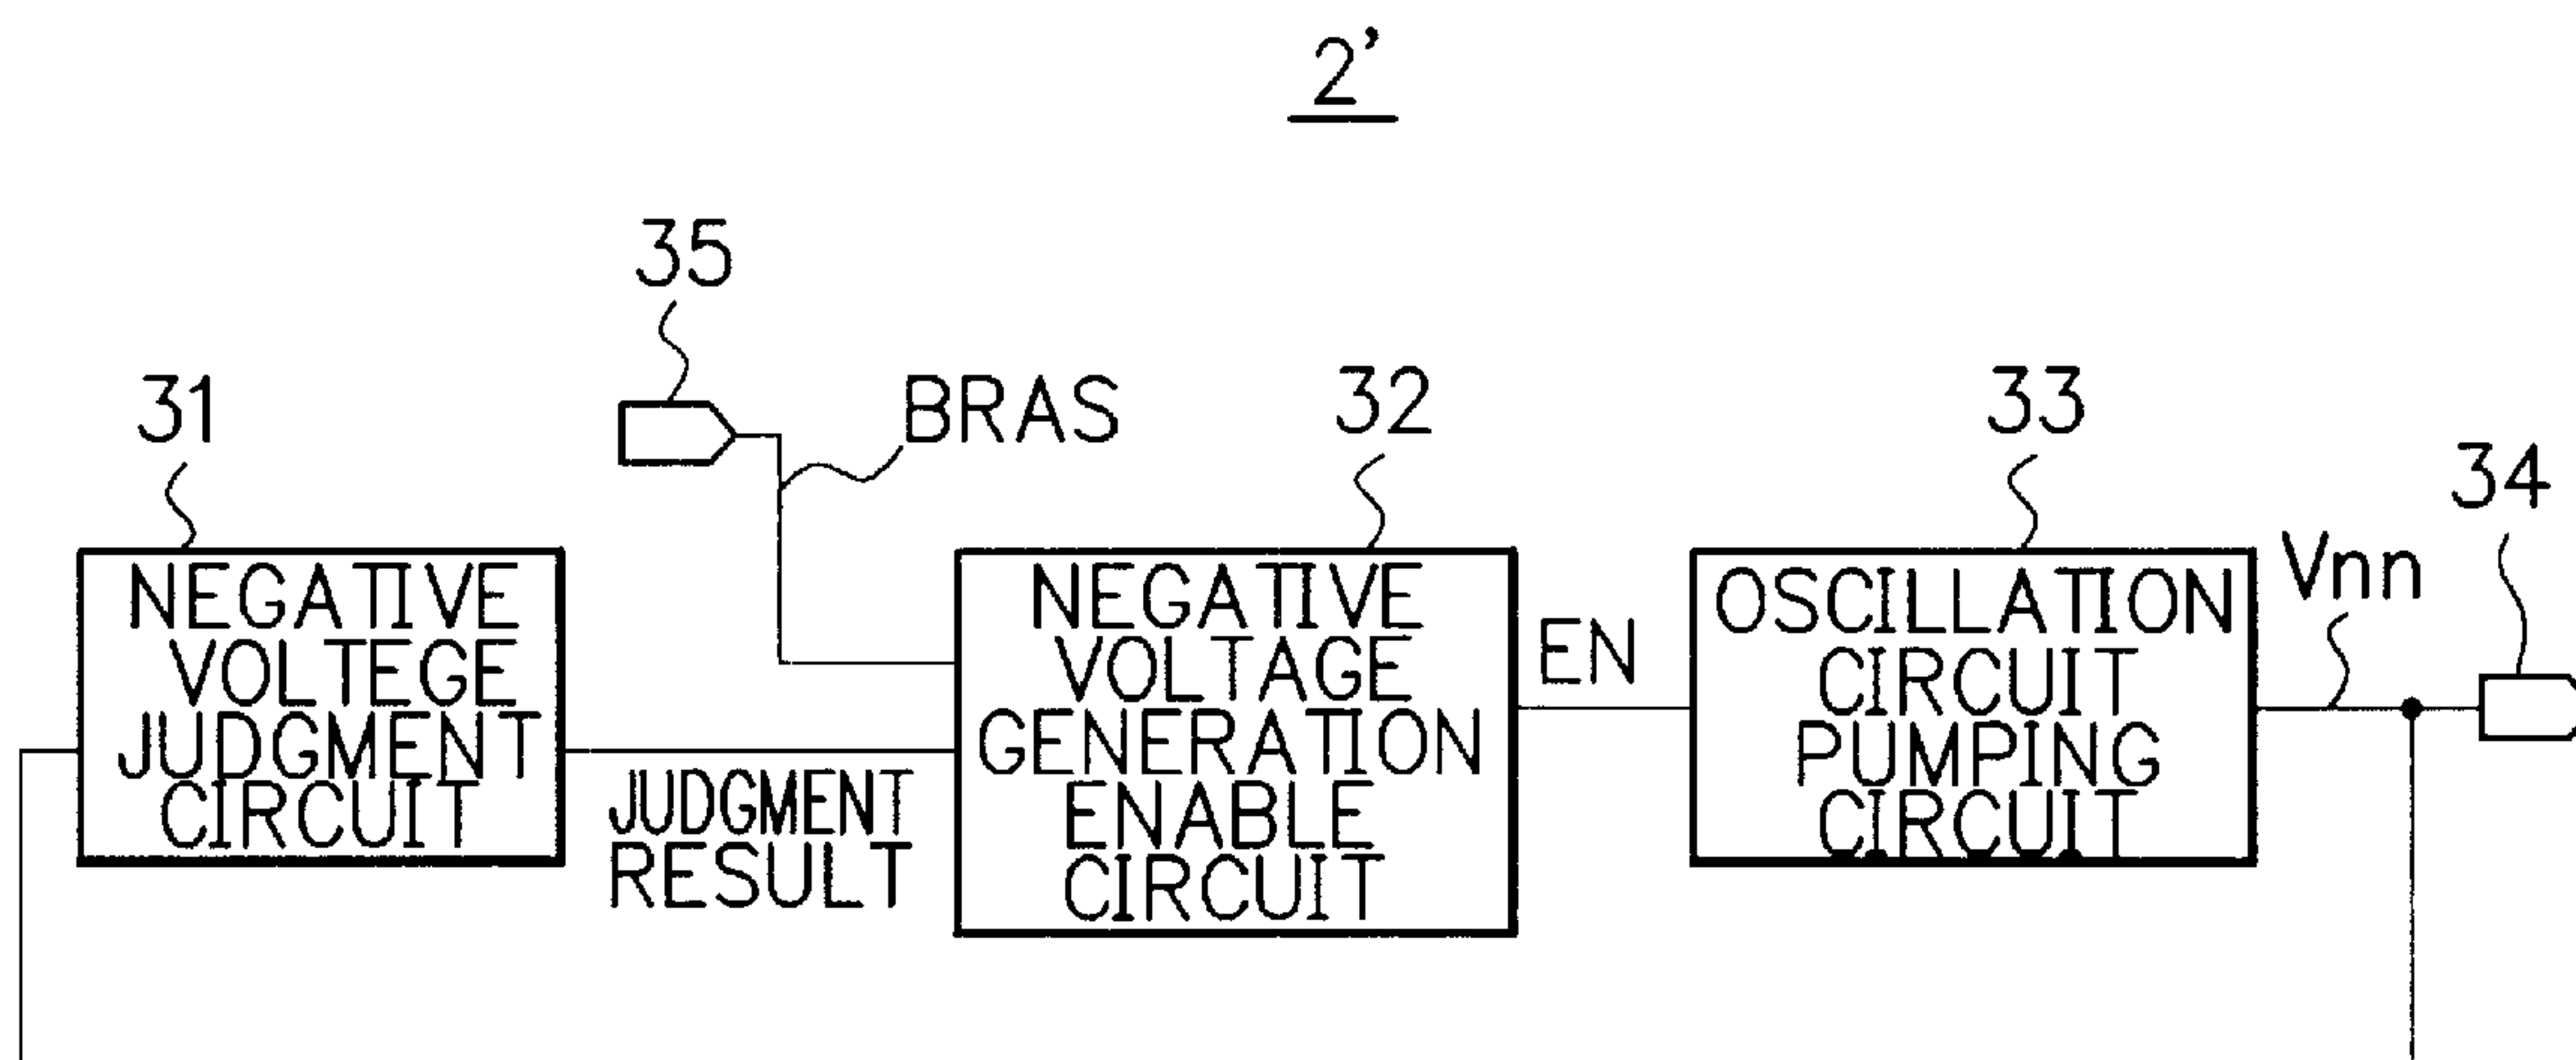 2'
35
31
BRAS
32
33
34
NEGATIVE
VOLTEGE
JUDGMENT
CIRCUIT
JUDGMENT
RESULT
NEGATIVE
VOLTAGE
GENERATION
ENABLE
CIRCUIT
EN
OSCILLATION
CIRCUIT
PUMPING
CIRCUIT
Vnn